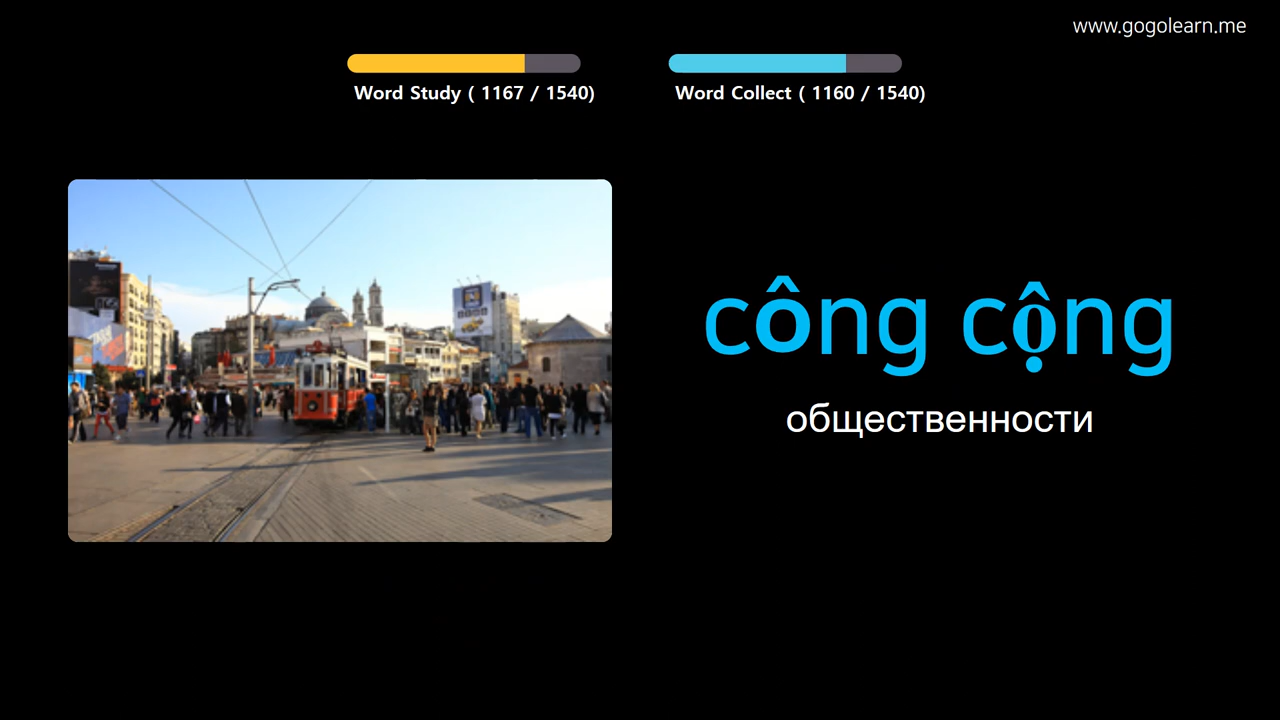 www.gogolearn.me
Word Study ( 1167 / 1540)
Word Collect ( 1160 / 1540)
công cộng
общественности